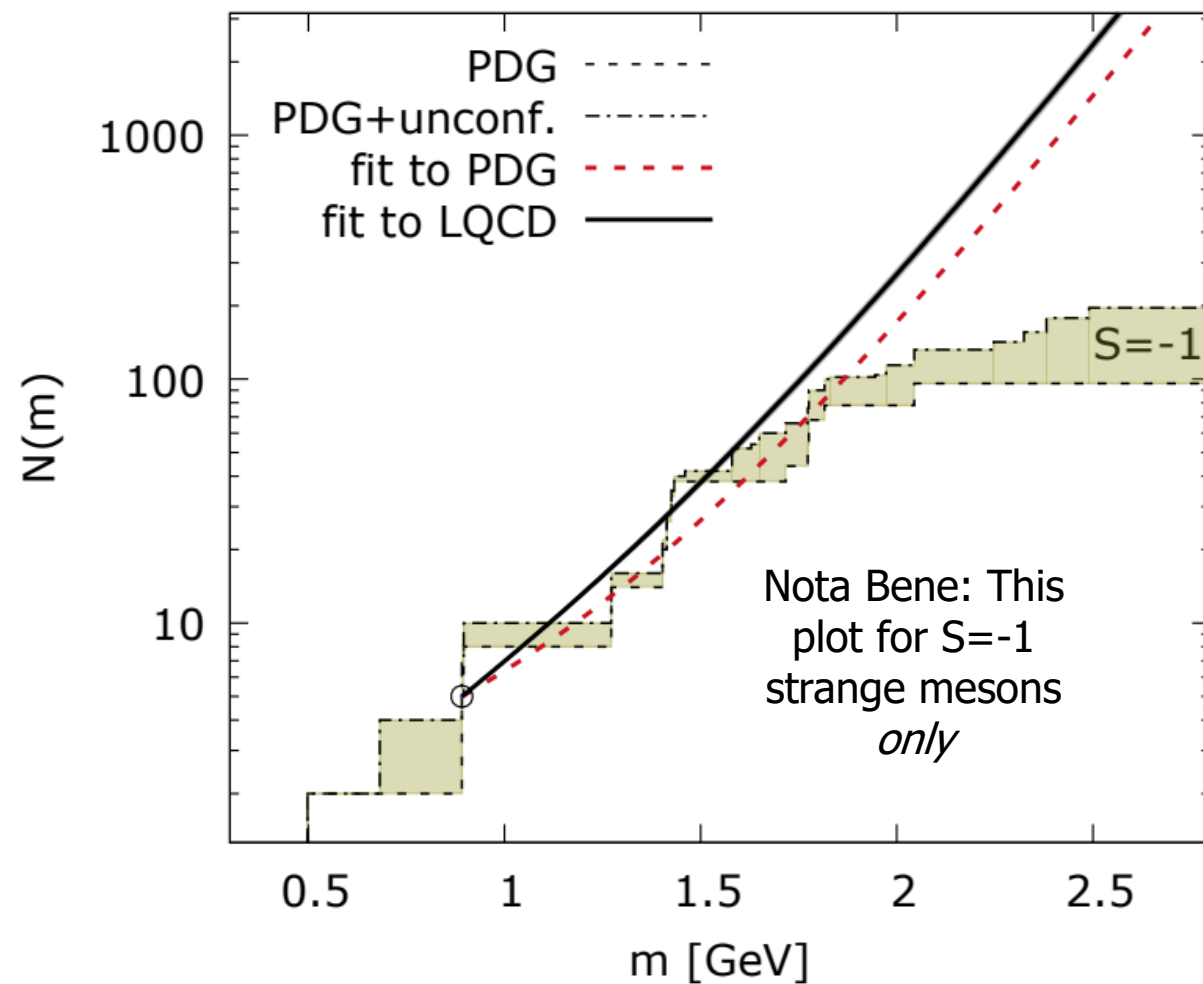 PDG
PDG+unconf.
fit to PDG
fit to LQCD
1000
100
10
N(m)
S=-1
Nota Bene: This
plot for S=-1
strange mesons
only
0.5
1
1.5
2
2.5
m [GeV]